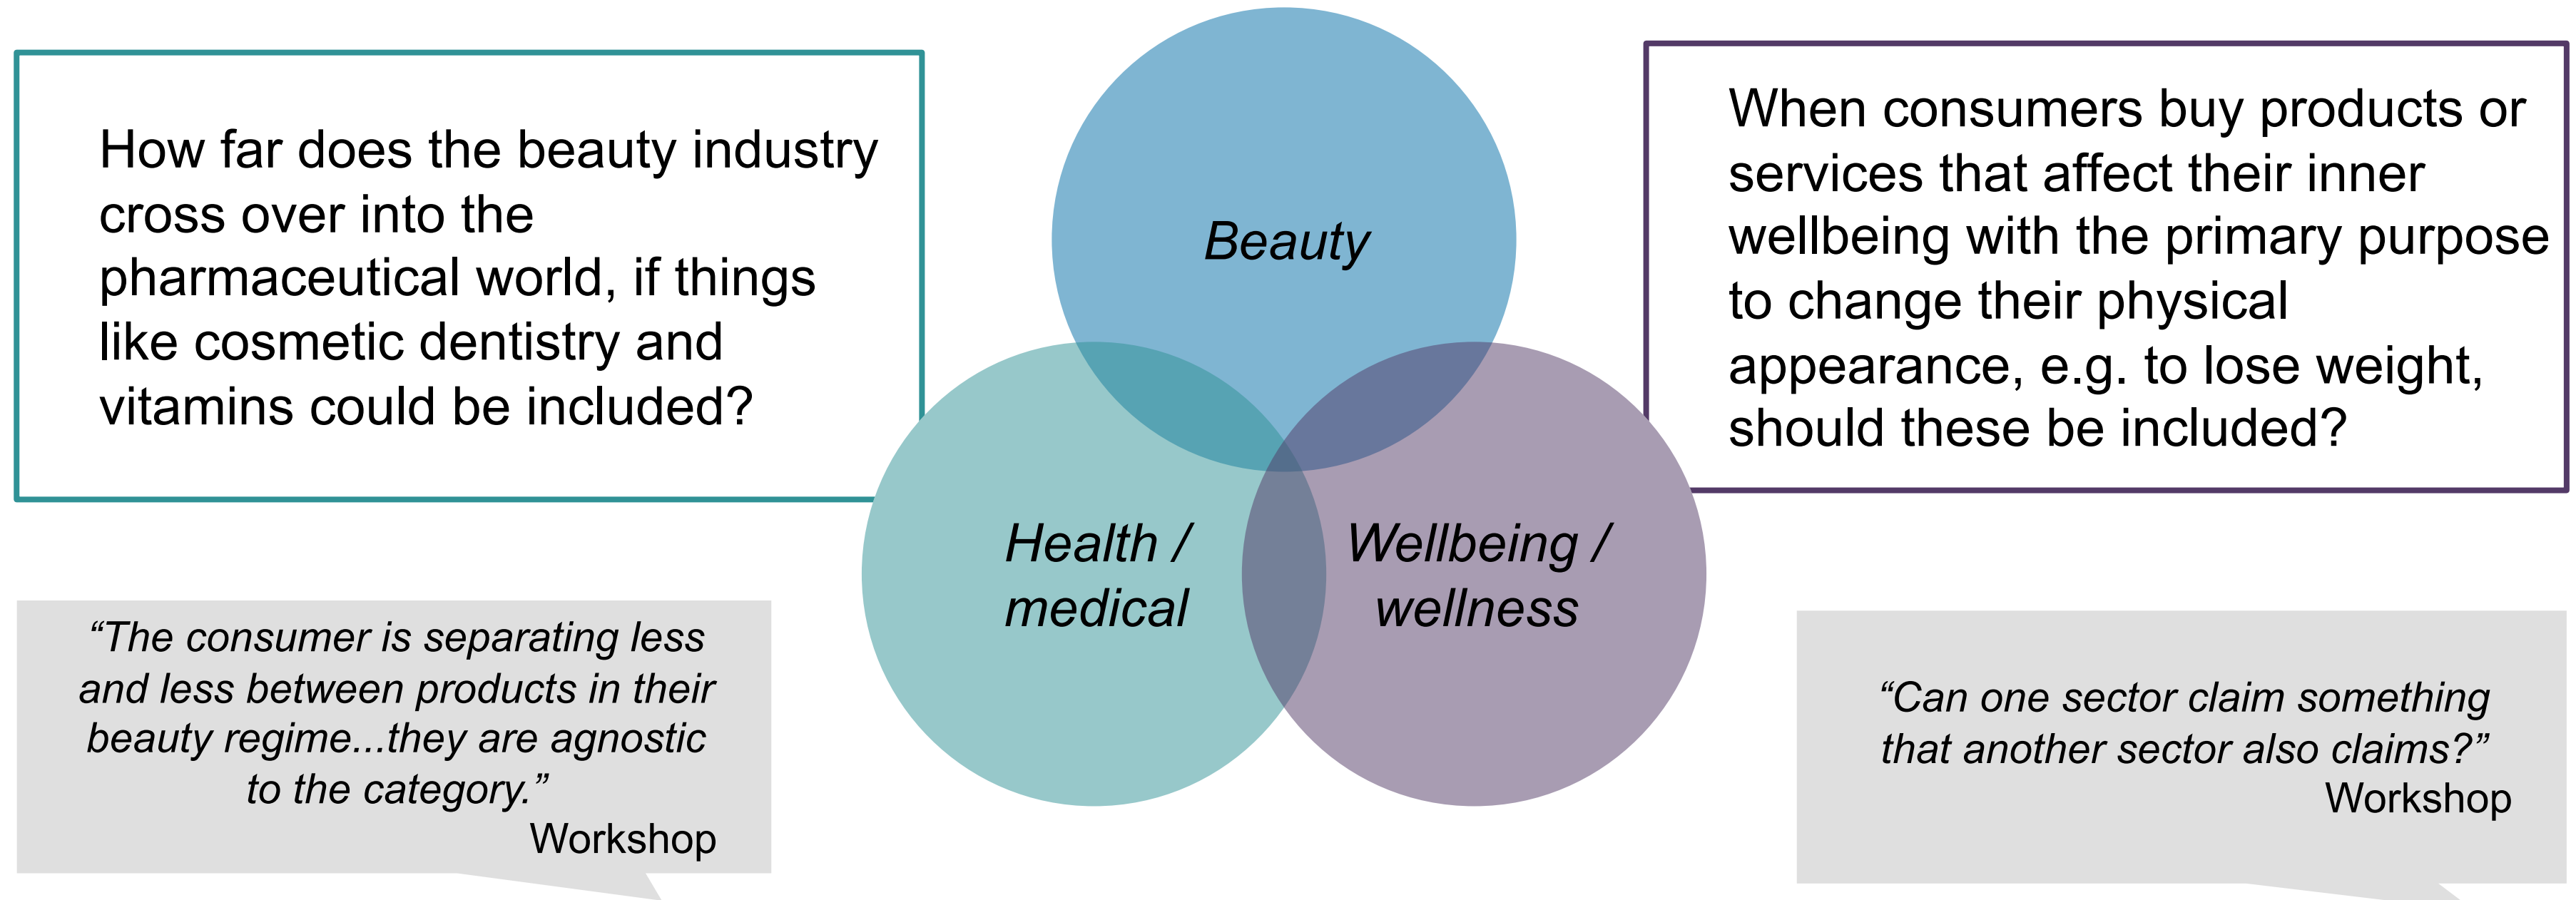 How far does the beauty industry
cross over into the
pharmaceutical world, if things
like cosmetic dentistry and
vitamins could be included?
Beauty
When consumers buy products or
services that affect their inner
wellbeing with the primary purpose
to change their physical
appearance, e.g. to lose weight,
should these be included?
Health /
medical
Wellbeing /
wellness
“The consumer is separating less
and less between products in their
beauty regime...they are agnostic
to the category.”
Workshop
“Can one sector claim something
that another sector also claims?”
Workshop